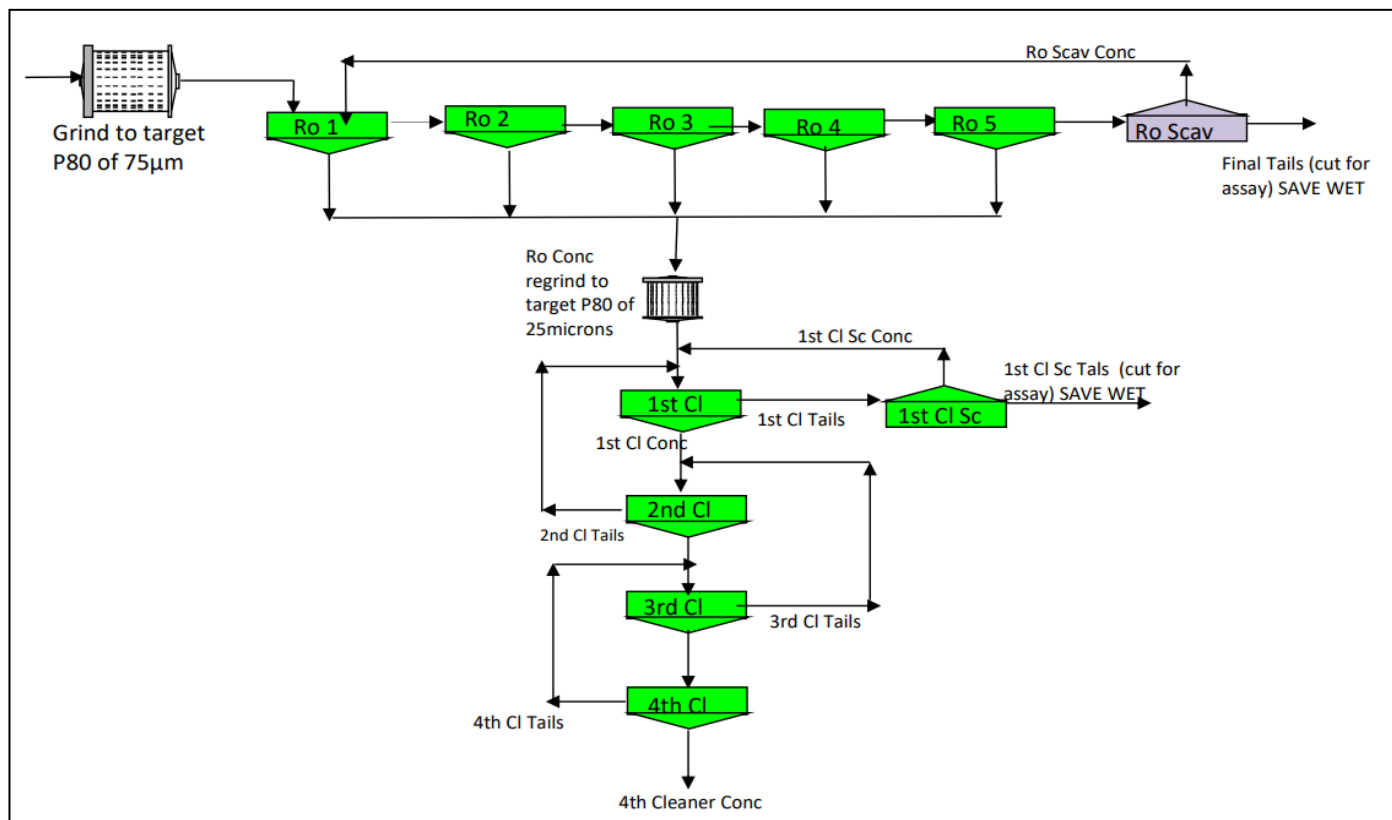 Ro Scav Conc
Grind to target
P80 of 75µm
Ro 1
Ro 2
Ro 3
Ro 4
Ro 5
Ro Scav
Final Tails (cut for
assay) SAVE WET
Ro Conc
regrind to
target P80 of
25microns
1st Cl Sc Conc
1st Cl Sc Tals (cut for
assay) SAVE WET
1st Cl
1st Cl Tails
1st Cl Sc
1st Cl Conc
2nd Cl
2nd Cl Tails
3rd Cl
3rd Cl Tails
4th Cl
4th Cl Tails
4th Cleaner Conc